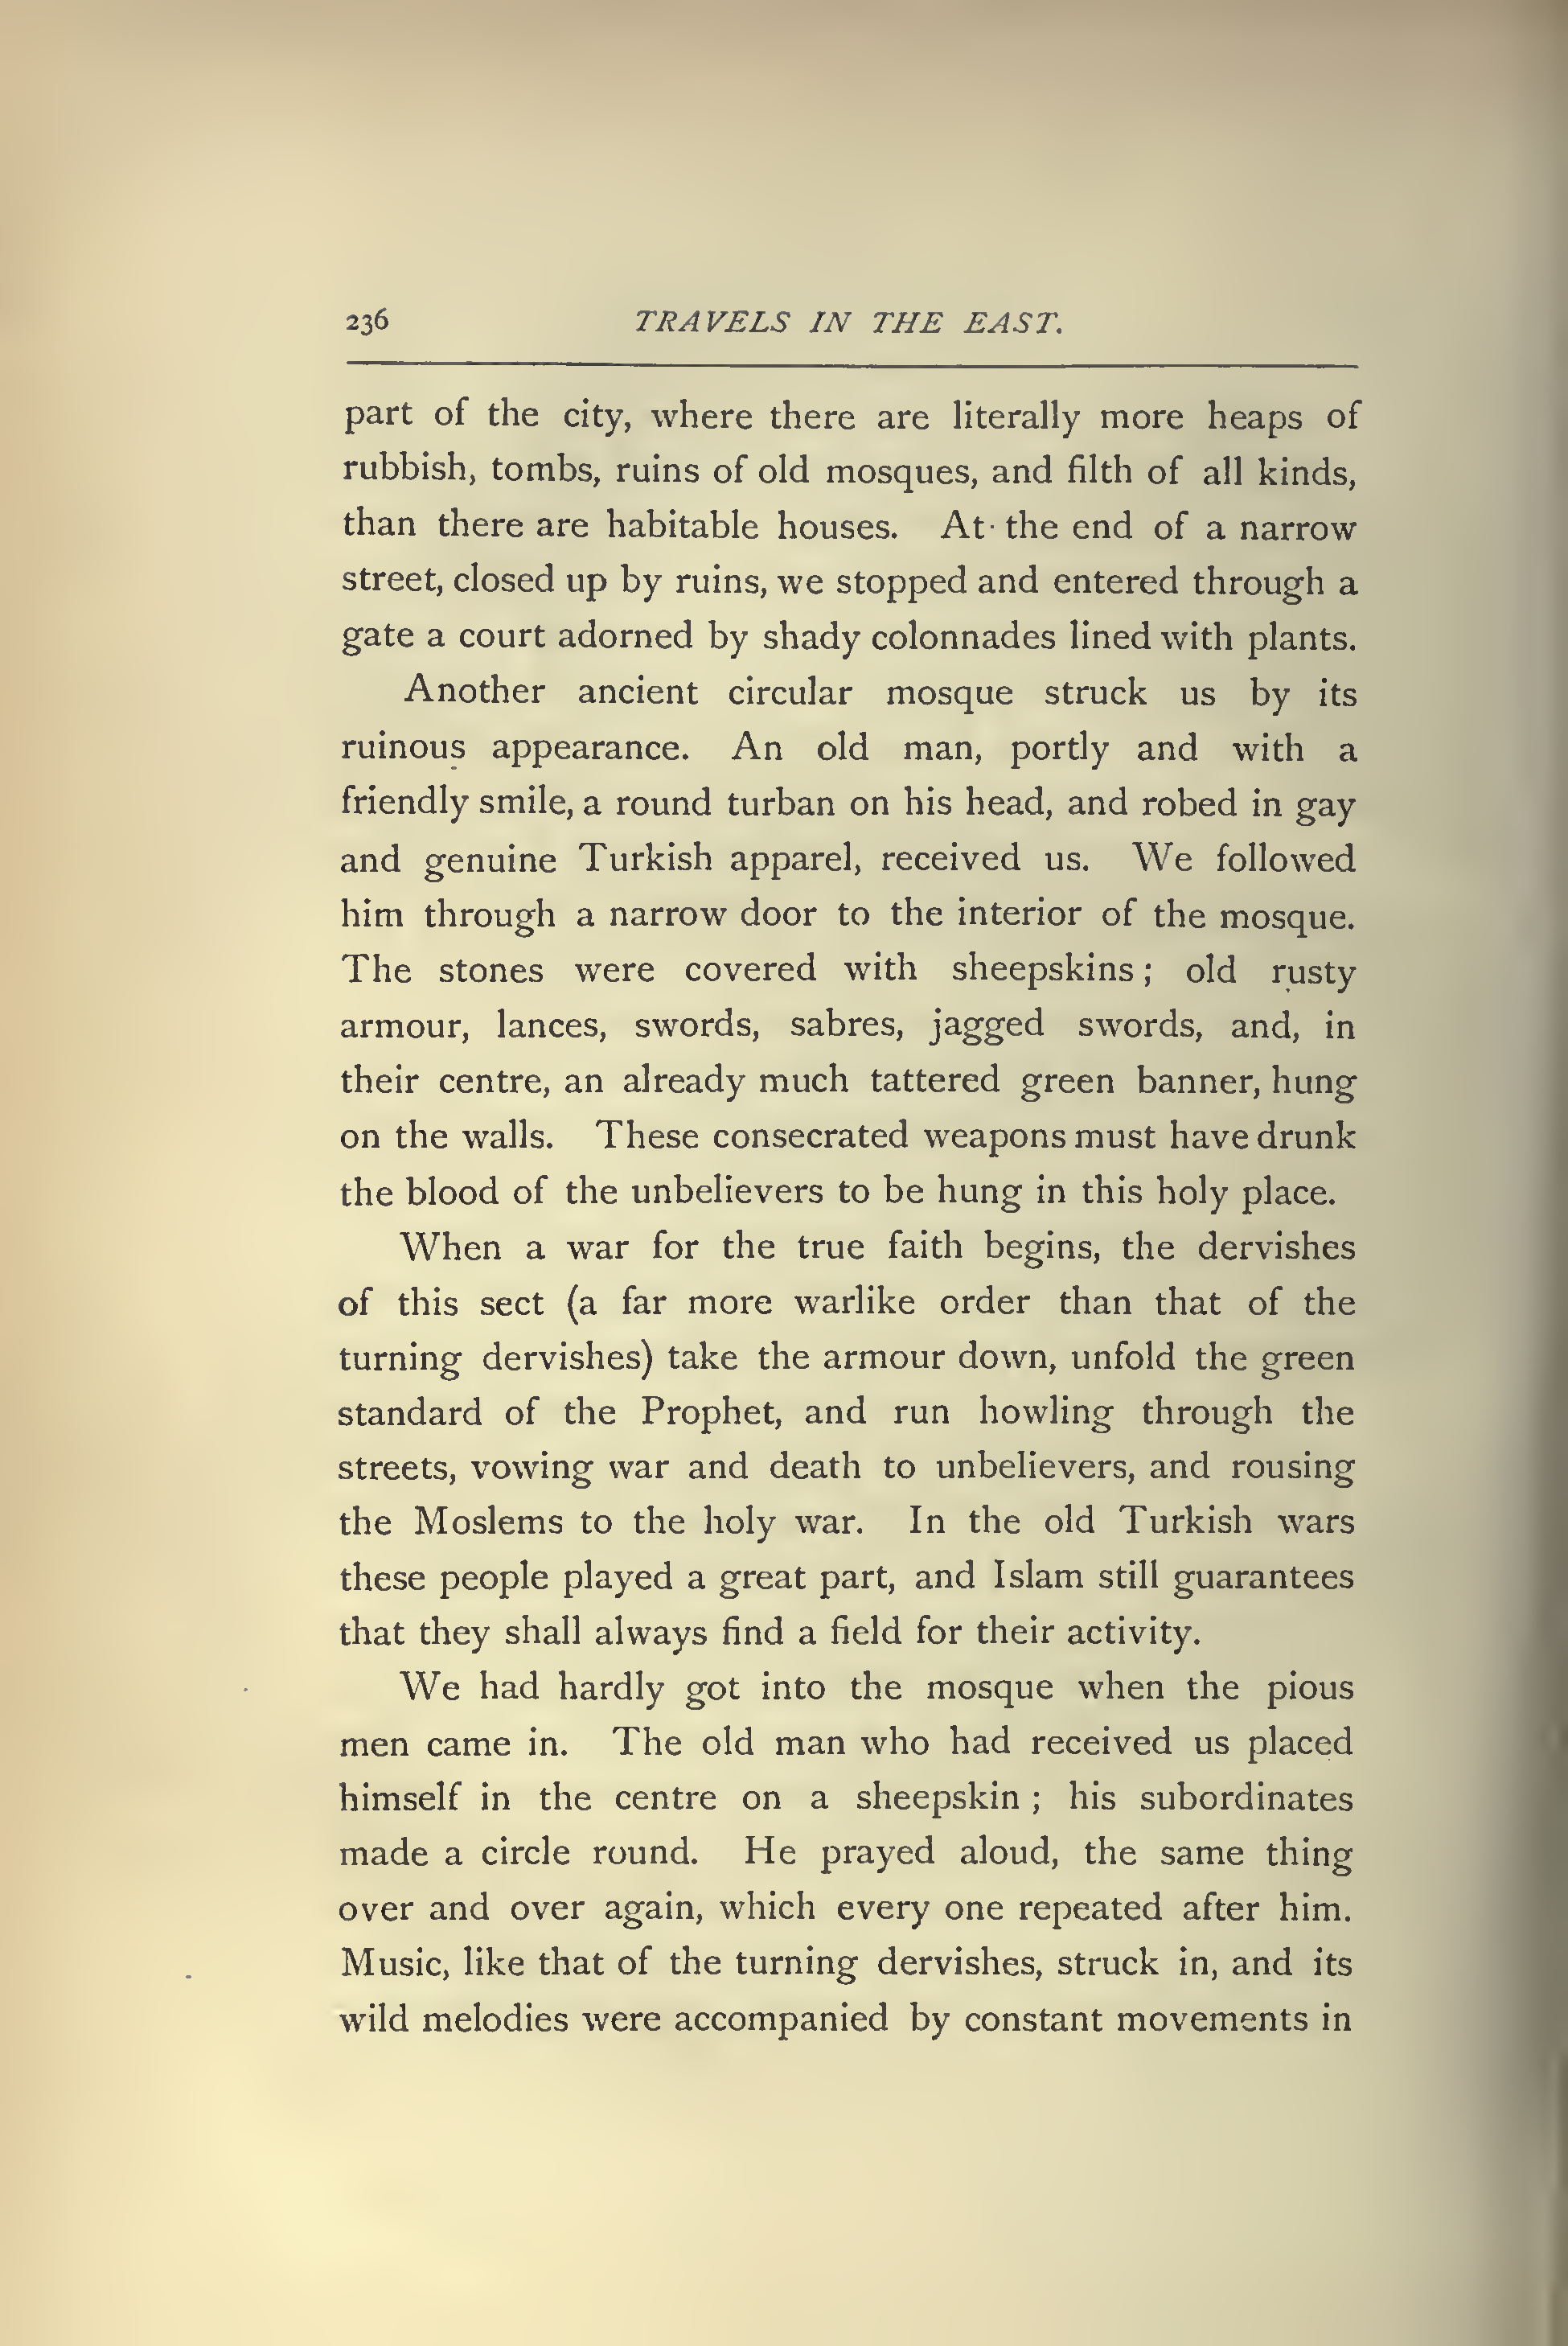 236 TRAVELS IN THE EAST.
part of the city, where there are literally more heaps of
rubbish, tombs, ruins of old mosques, and filth of all kinds,
than there are habitable houses. At the end of a narrow
street, closed up by ruins, we stopped and entered through a
gate a court adorned by shady colonnades lined with plants.
Another ancient circular mosque struck us by its
ruinous appearance. An old man, portly and with a
friendly smile, a round turban on his head, and robed in gay
and genuine Turkish apparel, received us. We followed
him through a narrow door to the interior of the mosque.
The stones were covered with sheepskins; old rusty
armour, lances, swords, sabres, jagged swords, and, in
their centre, an already much tattered green banner, hung
on the walls. These consecrated weapons must have drunk
the blood of the unbelievers to be hung in this holy place.
When a war for the true faith begins, the dervishes
of this sect (a far more warlike order than that of the
turning dervishes) take the armour down, unfold the green
standard of the Prophet, and run howling through the
streets, vowing war and death to unbelievers, and rousing
the Moslems to the holy war. In the old Turkish wars
these people played a great part, and Islam still guarantees
that they shall always find a field for their activity.
We had hardly got into the mosque when the pious
men came in. The old man who had received us placed
himself in the centre on a sheepskin; his subordinates
made a circle round. He prayed aloud, the same thing
over and over again, which every one repeated after him.
Music, like that of the turning dervishes, struck in, and its
wild melodies were accompanied by constant movements in